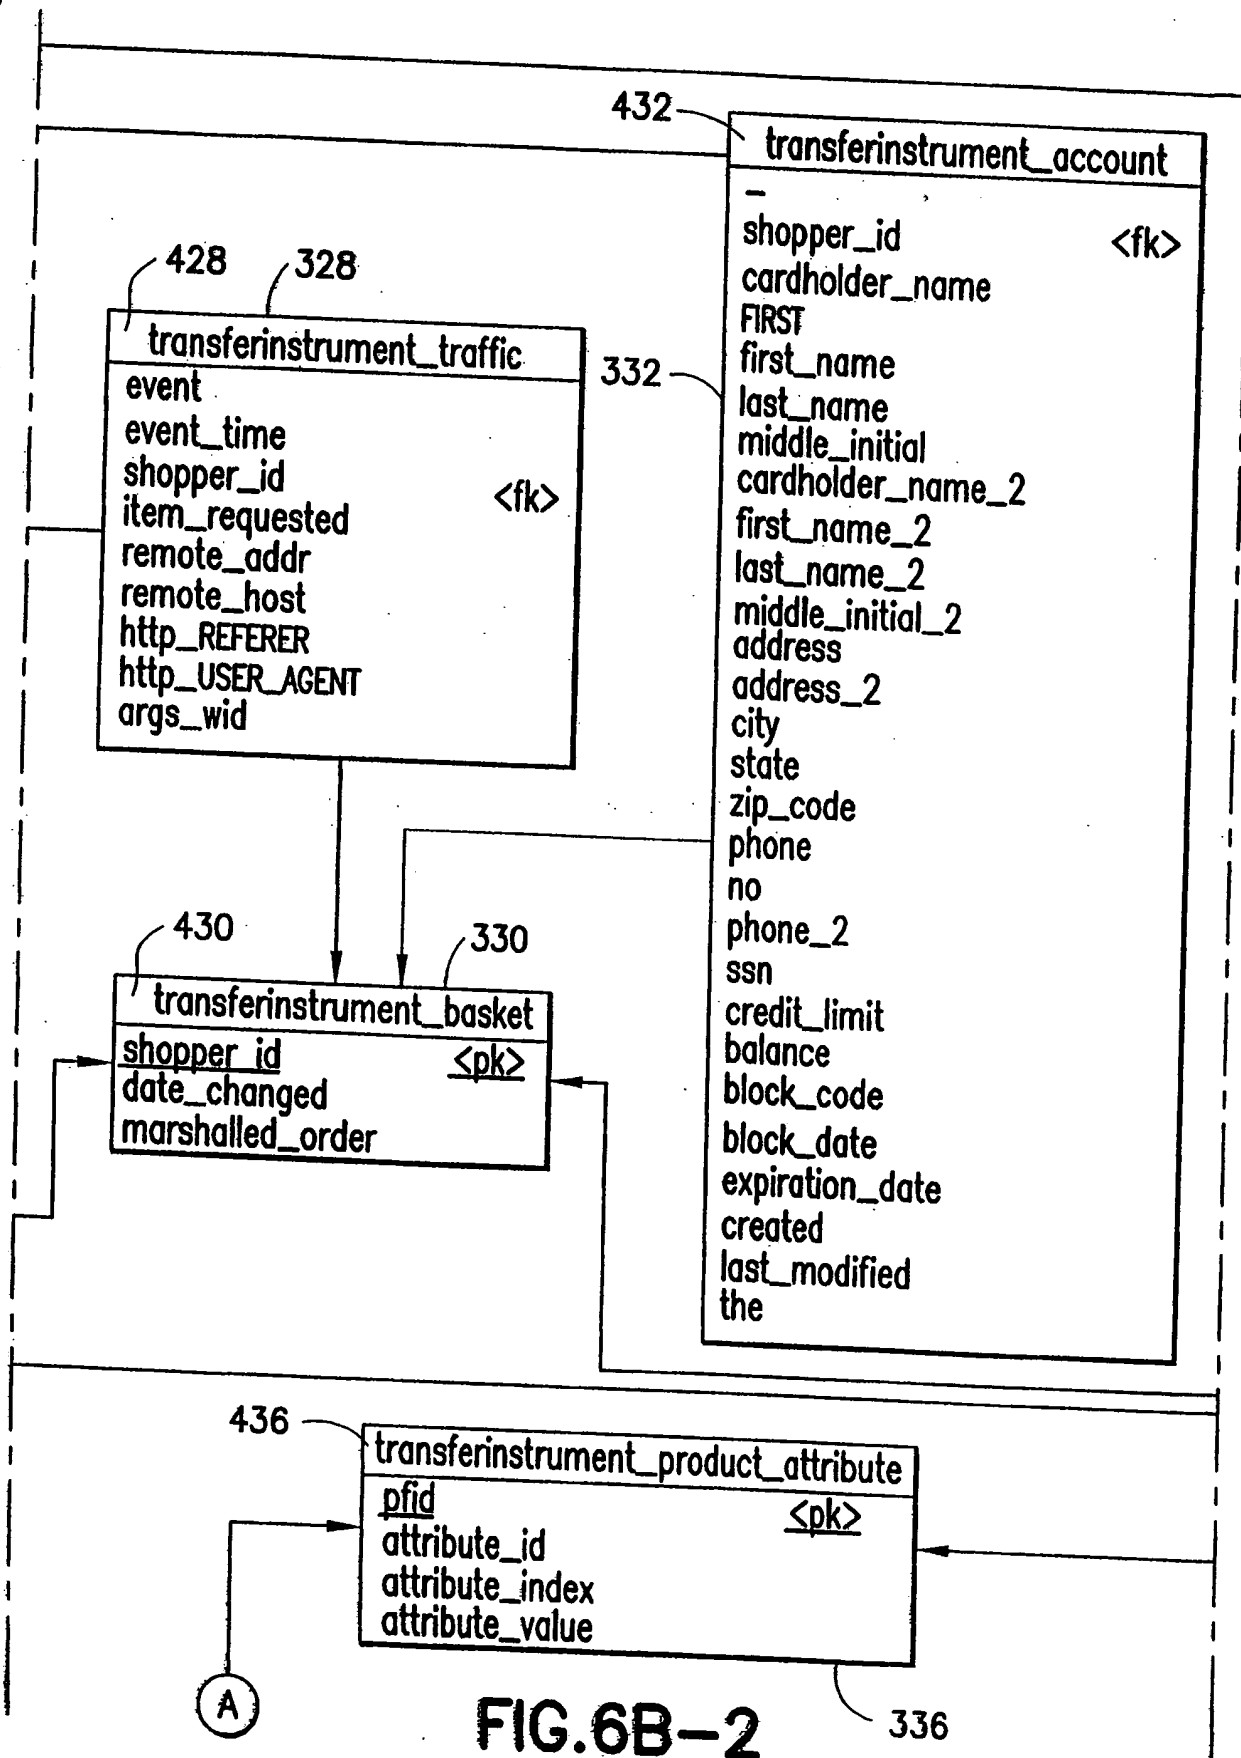 432
transferinstrument_account
_
shopper_id <fk>
cardholder_name
FIRST
first_name
last_name
middle_initial
cardholder_name_2
first_name_2
last_name_2
middle_initial_2
address
address_2
city
state
zip_code
phone
no
phone_2
ssn
credit_limit
balance
block_code
block_date
expiration_date
created
last_modified
the
332
428
328
transferinstrument_traffic
event
event_time
shopper_id <fk>
item_requested
remote_addr
remote_host
http_REFERER
http_USER_AGENT
args_wid
430
330
transferinstrument_basket
shopper_id <pk>
date_changed
marshalled_order
436
transferinstrument_product_attribute
pfid <pk>
attribute_id
attribute_index
attribute_value
A
336
FIG.6B-2